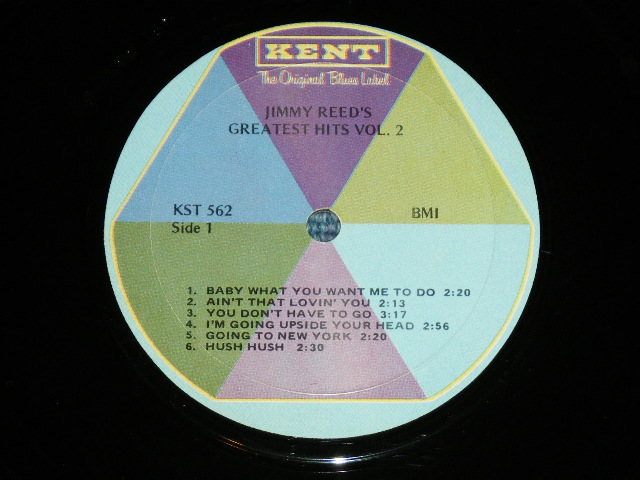 KENT
The Original Blues Label
JIMMY REED'S
GREATEST HITS VOL. 2
KST 562
BMI
Side 1
1. BABY WHAT YOU WANT ME TO DO 2:20
2. AIN'T THAT LOVIN' YOU 2:13
3. YOU DON'T HAVE TO GO 3:17
4. I'M GOING UPSIDE YOUR HEAD 2:56
5. GOING TO NEW YORK 2:20
6. HUSH HUSH 2:30